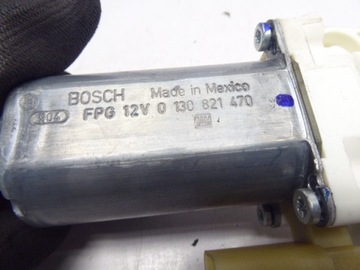 BOSCH Made in Mexico
FPG 12V 0 130 821 470